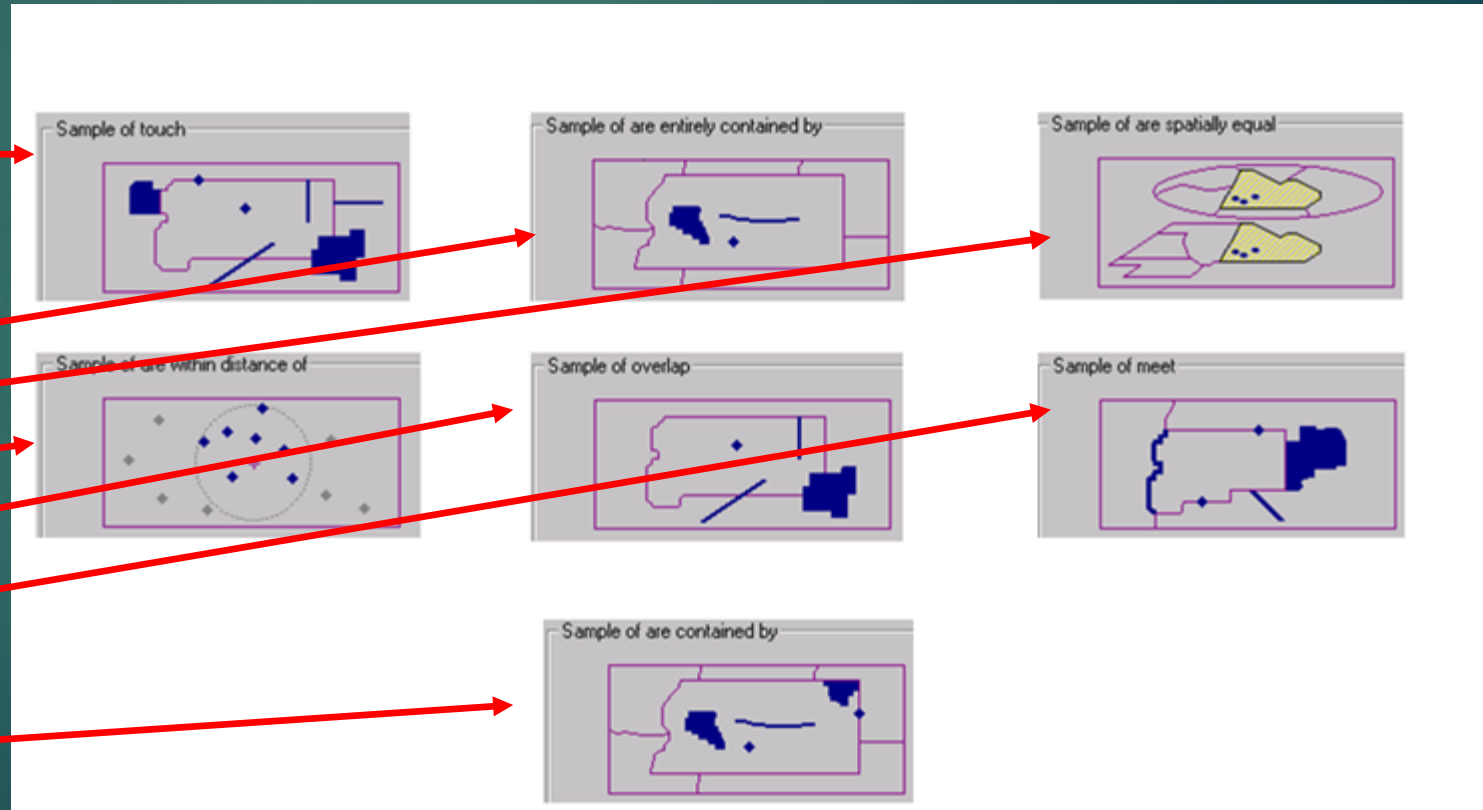 Sample of touch
Sample of are entirely contained by
Sample of are spatially equal
Sample of are within distance of
Sample of overlap
Sample of meet
Sample of are contained by